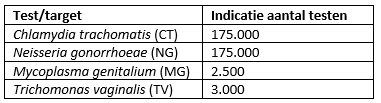 Test/target Indicatie aantal testen
Chlamydia trachomatis (CT) 175.000
Neisseria gonorrhoeae (NG) 175.000
Mycoplasma genitalium (MG) 2.500
Trichomonas vaginalis (TV) 3.000